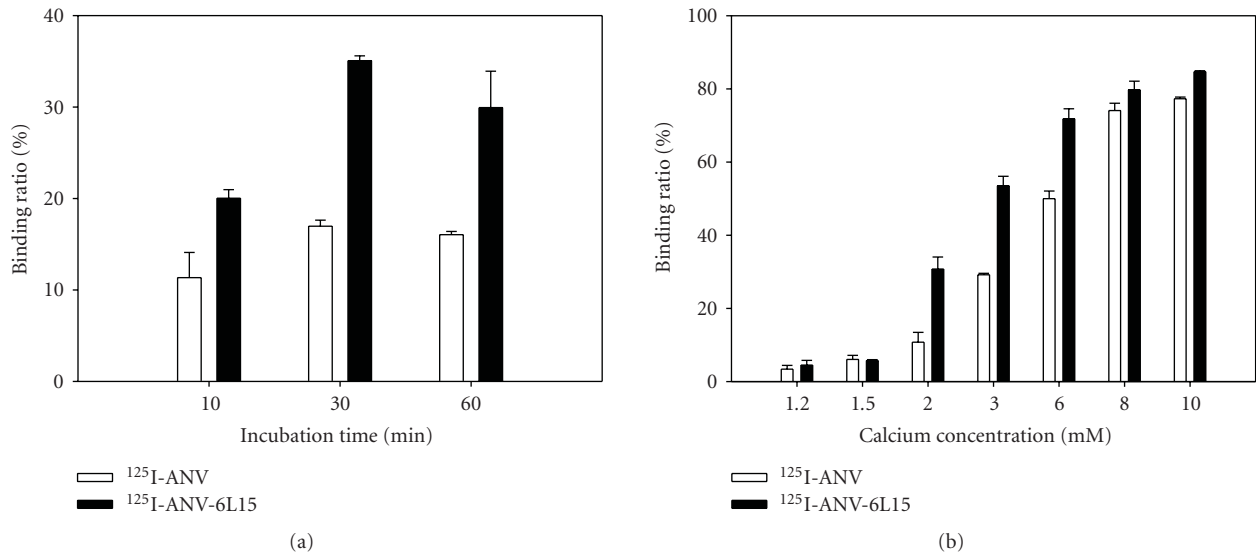 40
30
20
10
0
Binding ratio (%)
10 30 60
Incubation time (min)
¹²⁵I-ANV
¹²⁵I-ANV-6L15
(a)
100
80
60
40
20
0
Binding ratio (%)
1.2 1.5 2 3 6 8 10
Calcium concentration (mM)
¹²⁵I-ANV
¹²⁵I-ANV-6L15
(b)